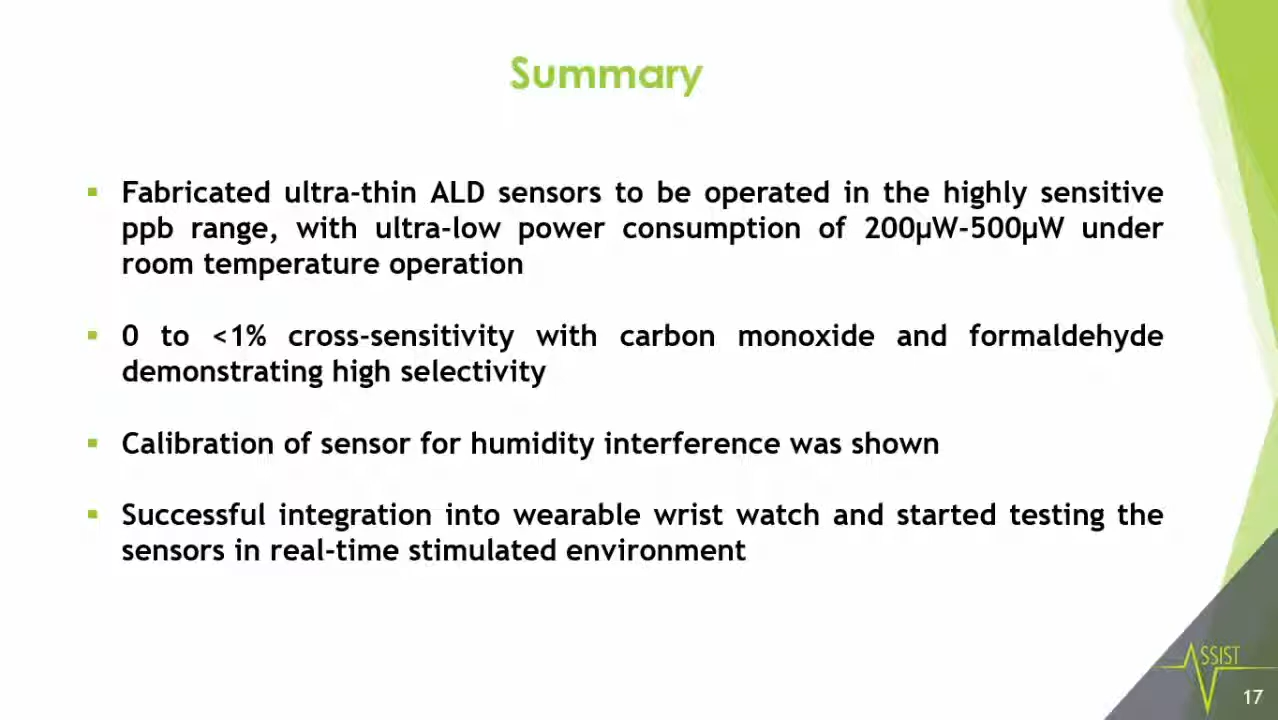 Summary
▪ Fabricated ultra-thin ALD sensors to be operated in the highly sensitive
ppb range, with ultra-low power consumption of 200µW-500µW under
room temperature operation
▪ 0 to <1% cross-sensitivity with carbon monoxide and formaldehyde
demonstrating high selectivity
▪ Calibration of sensor for humidity interference was shown
▪ Successful integration into wearable wrist watch and started testing the
sensors in real-time stimulated environment
ASSIST
17